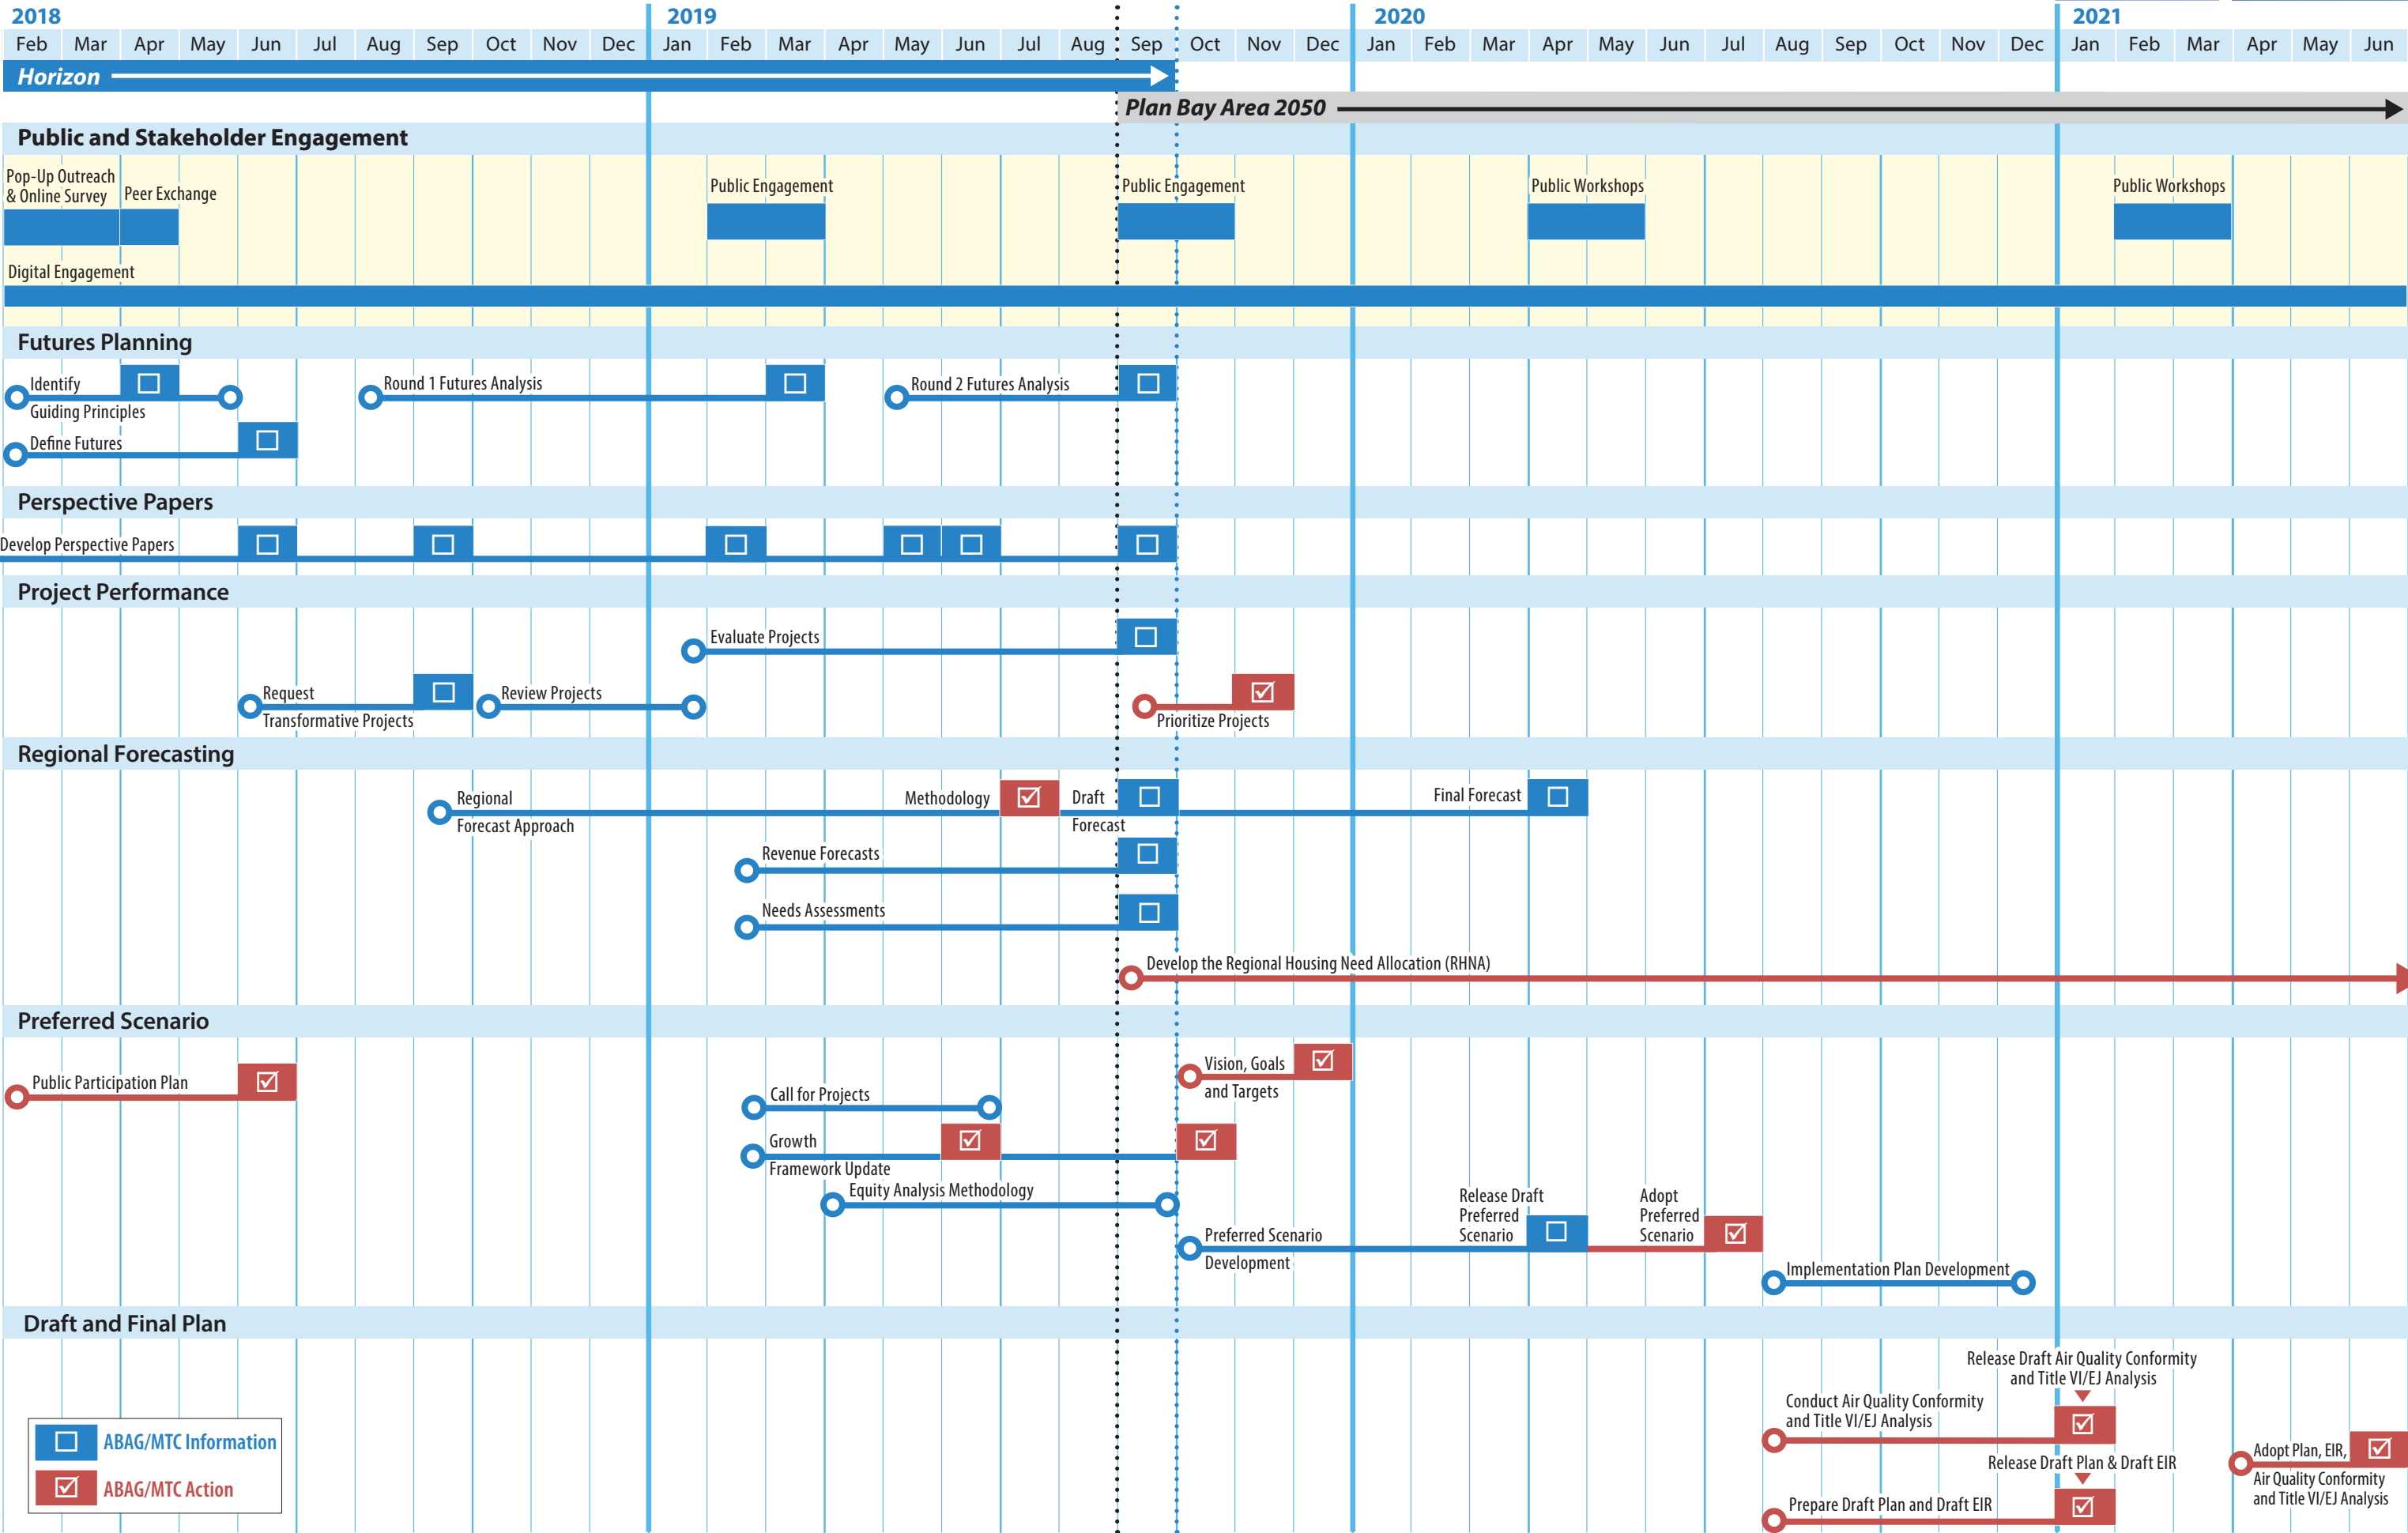 2018 2019 2020 2021
Feb Mar Apr May Jun Jul Aug Sep Oct Nov Dec Jan Feb Mar Apr May Jun Jul Aug Sep Oct Nov Dec Jan Feb Mar Apr May Jun Jul Aug Sep Oct Nov Dec Jan Feb Mar Apr May Jun
Horizon
Plan Bay Area 2050
Public and Stakeholder Engagement
Pop-Up Outreach
& Online Survey
Peer Exchange
Public Engagement
Public Engagement
Public Workshops
Public Workshops
Digital Engagement
Futures Planning
Identify
Guiding Principles
Round 1 Futures Analysis
Round 2 Futures Analysis
Define Futures
Perspective Papers
Develop Perspective Papers
Project Performance
Evaluate Projects
Request
Transformative Projects
Review Projects
Prioritize Projects
Regional Forecasting
Regional
Forecast Approach
Methodology
Draft
Forecast
Final Forecast
Revenue Forecasts
Needs Assessments
Develop the Regional Housing Need Allocation (RHNA)
Preferred Scenario
Public Participation Plan
Vision, Goals
and Targets
Call for Projects
Growth
Framework Update
Equity Analysis Methodology
Preferred Scenario
Development
Release Draft
Preferred
Scenario
Adopt
Preferred
Scenario
Implementation Plan Development
Draft and Final Plan
Release Draft Air Quality Conformity
and Title VI/EJ Analysis
Conduct Air Quality Conformity
and Title VI/EJ Analysis
Release Draft Plan & Draft EIR
Prepare Draft Plan and Draft EIR
Adopt Plan, EIR,
Air Quality Conformity
and Title VI/EJ Analysis
ABAG/MTC Information
ABAG/MTC Action